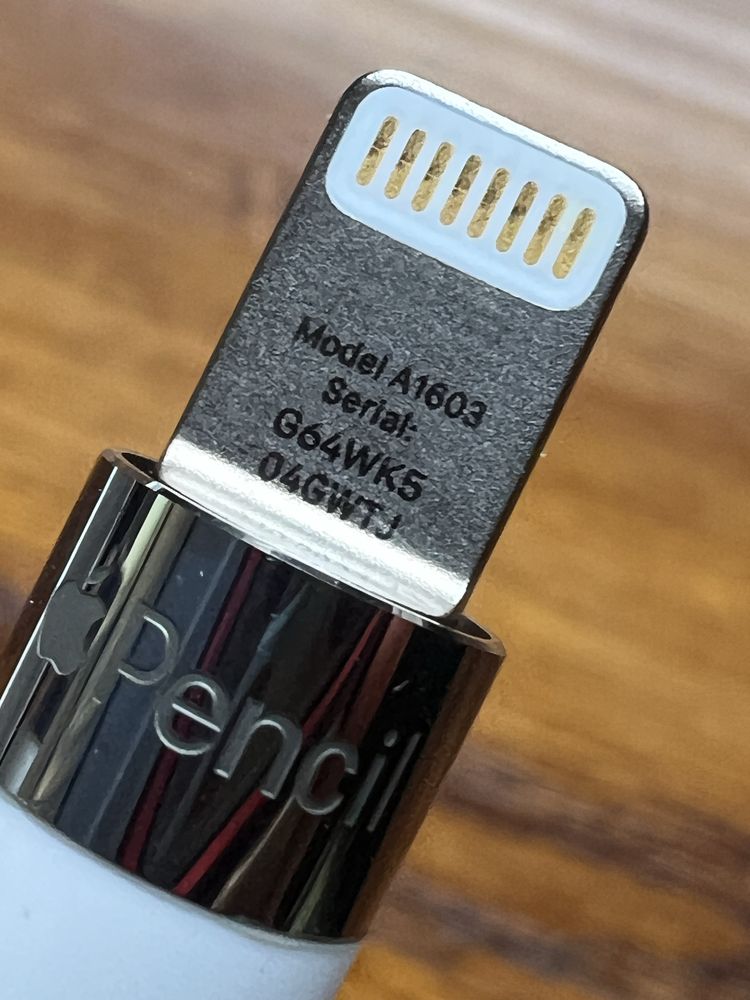 Model A1603
Serial:
G64WK5
04GWTJ
Pencil